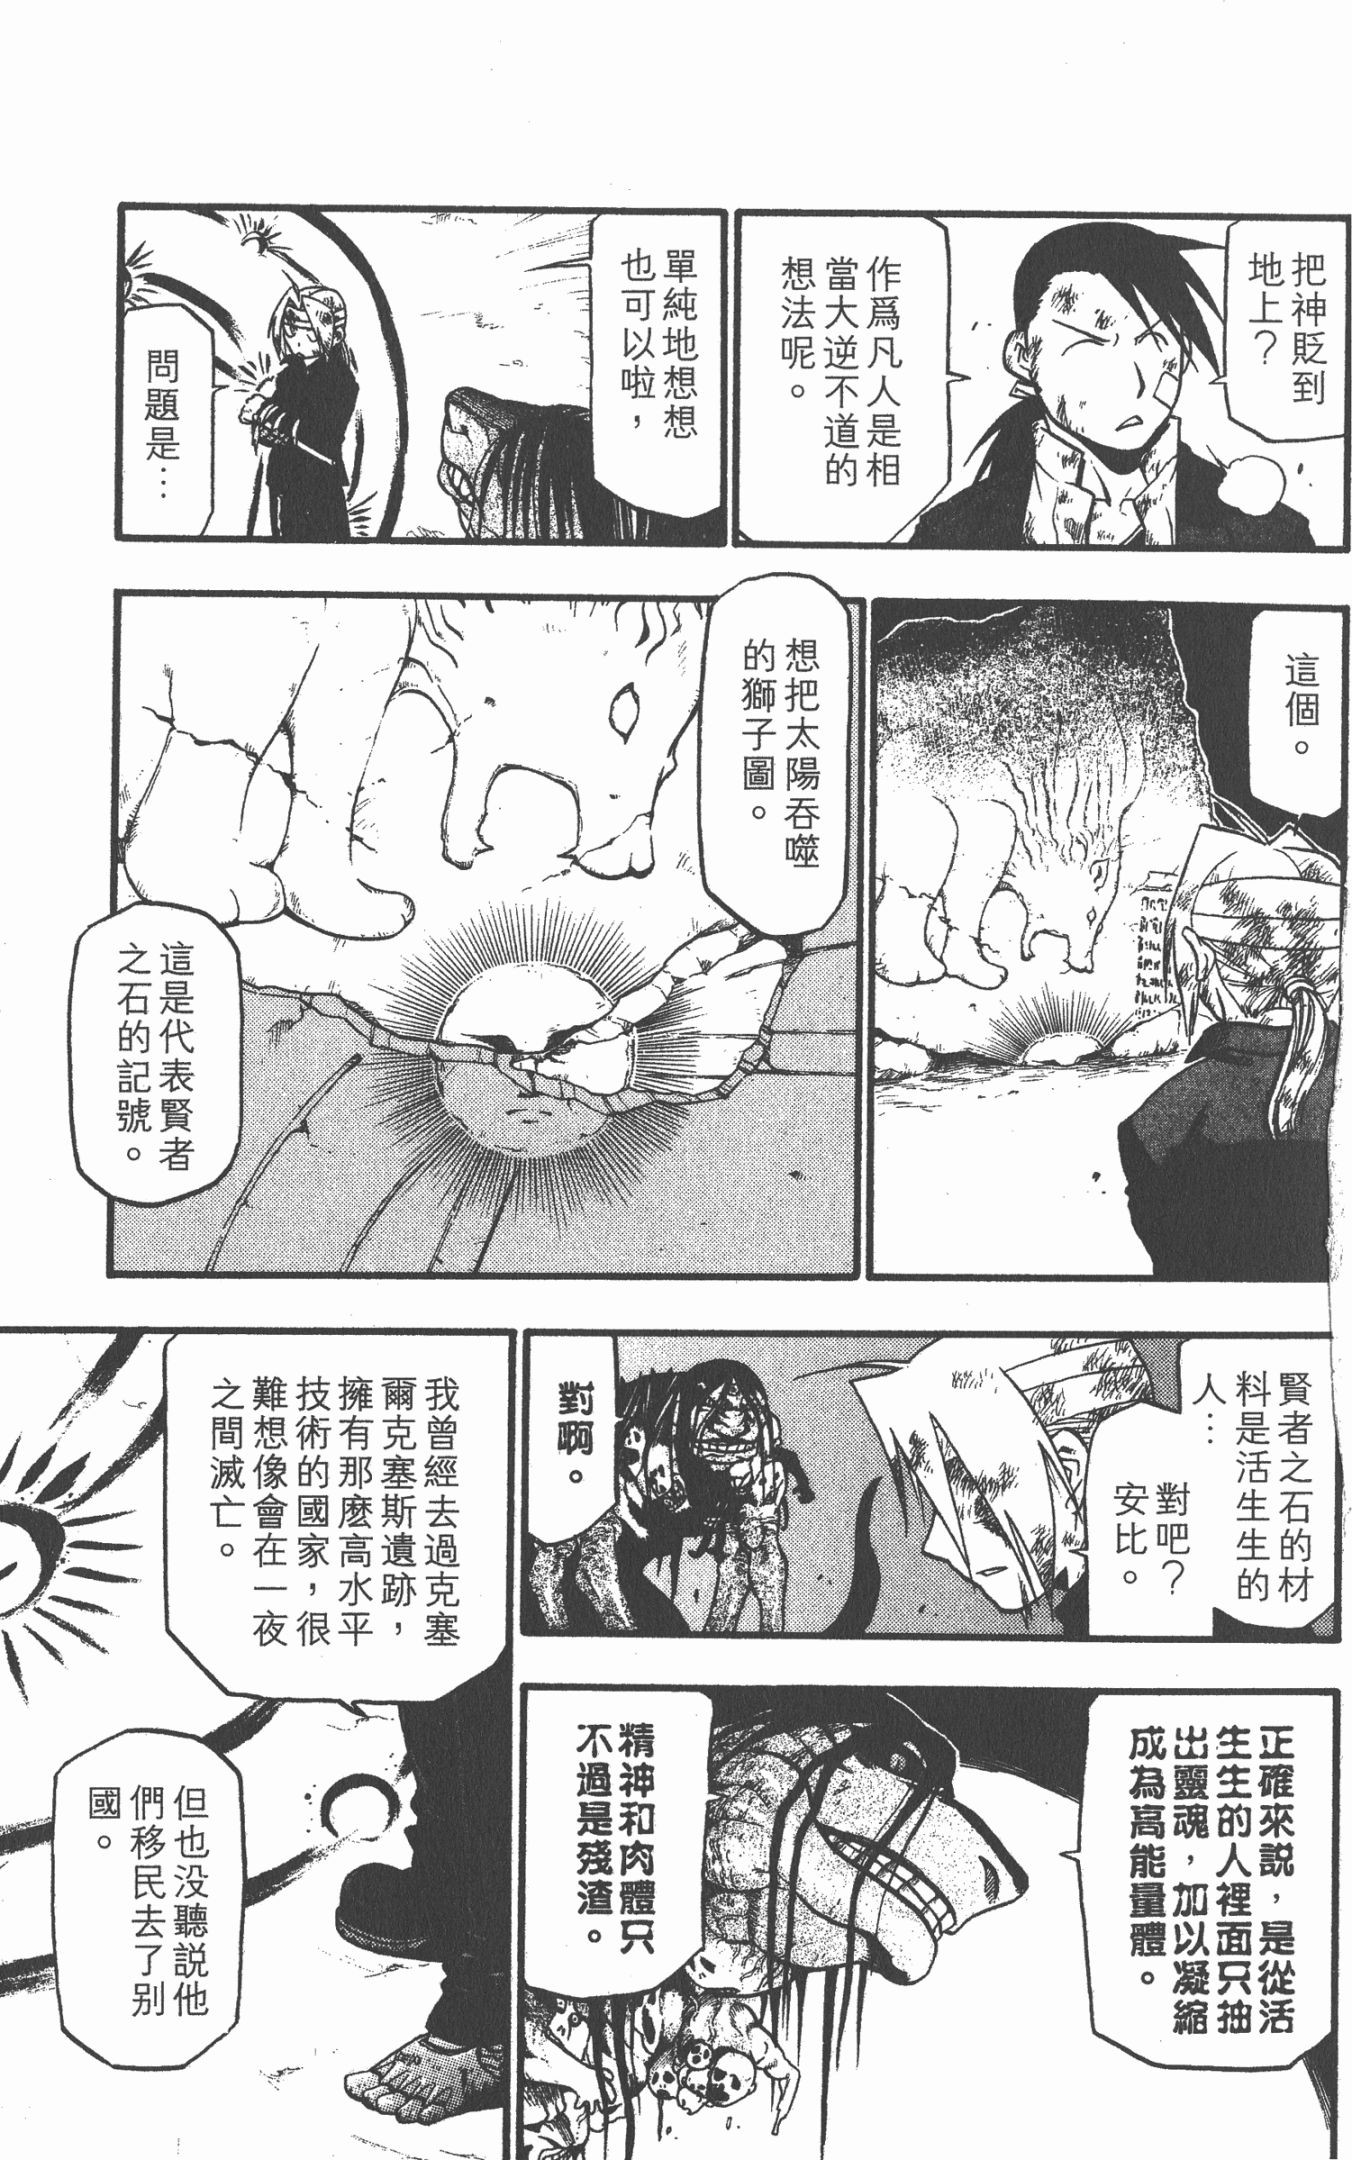 把神貶到
地上？
作爲凡人是相
當大逆不道的
想法呢。
單純地想想
也可以啦，
問題是…
這個。
想把太陽吞噬
的獅子圖。
這是代表賢者
之石的記號。
賢者之石的材
料是活生生的
人…
對吧？
安比。
對啊。
正確來說，是從活
生生的人裡面只抽
出靈魂，加以凝縮
成為高能量體。
精神和肉體只
不過是殘渣。
我曾經去過克塞
爾克塞斯遺跡，
擁有那麼高水平
技術的國家，很
難想像會在一夜
之間滅亡。
但也没聽説他
們移民去了别
國。